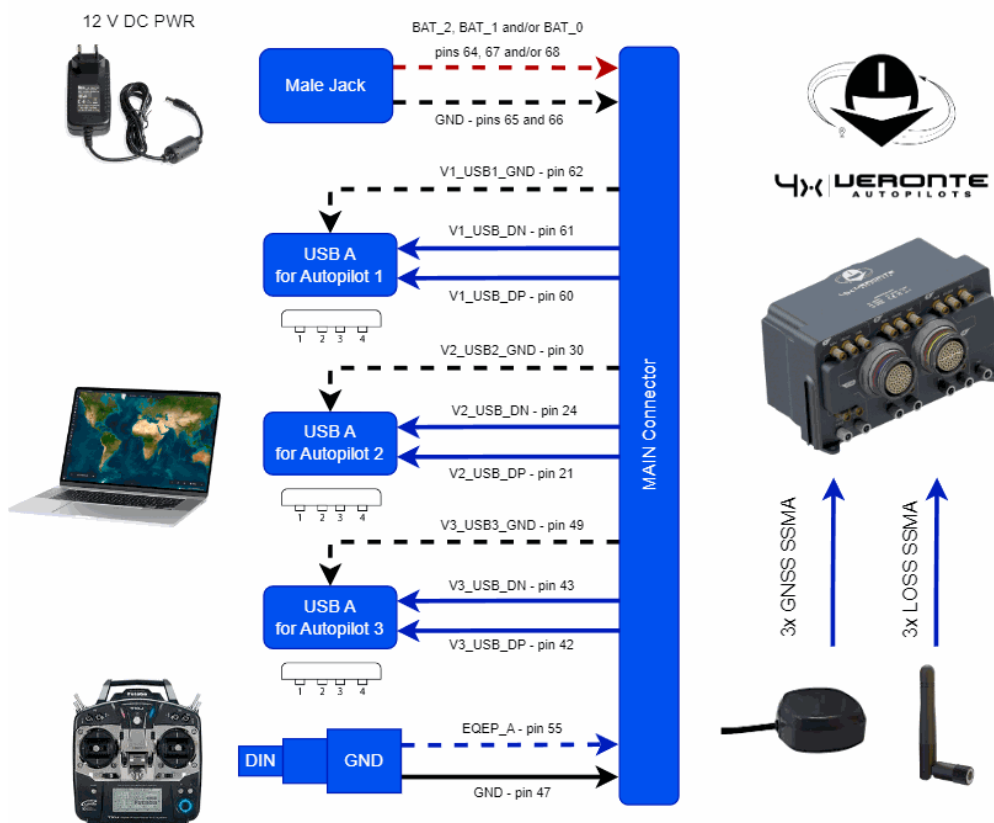 12 V DC PWR
BAT_2, BAT_1 and/or BAT_0
pins 64, 67 and/or 68
Male Jack
GND - pins 65 and 66
V1_USB1_GND - pin 62
USB A
for Autopilot 1
V1_USB_DN - pin 61
V1_USB_DP - pin 60
1 2 3 4
V2_USB2_GND - pin 30
USB A
for Autopilot 2
V2_USB_DN - pin 24
V2_USB_DP - pin 21
1 2 3 4
V3_USB3_GND - pin 49
USB A
for Autopilot 3
V3_USB_DN - pin 43
V3_USB_DP - pin 42
1 2 3 4
DIN
GND
EQEP_A - pin 55
GND - pin 47
MAIN Connector
®
4x VERONTE
AUTOPILOTS
3x GNSS SSMA
3x LOSS SSMA
Futaba